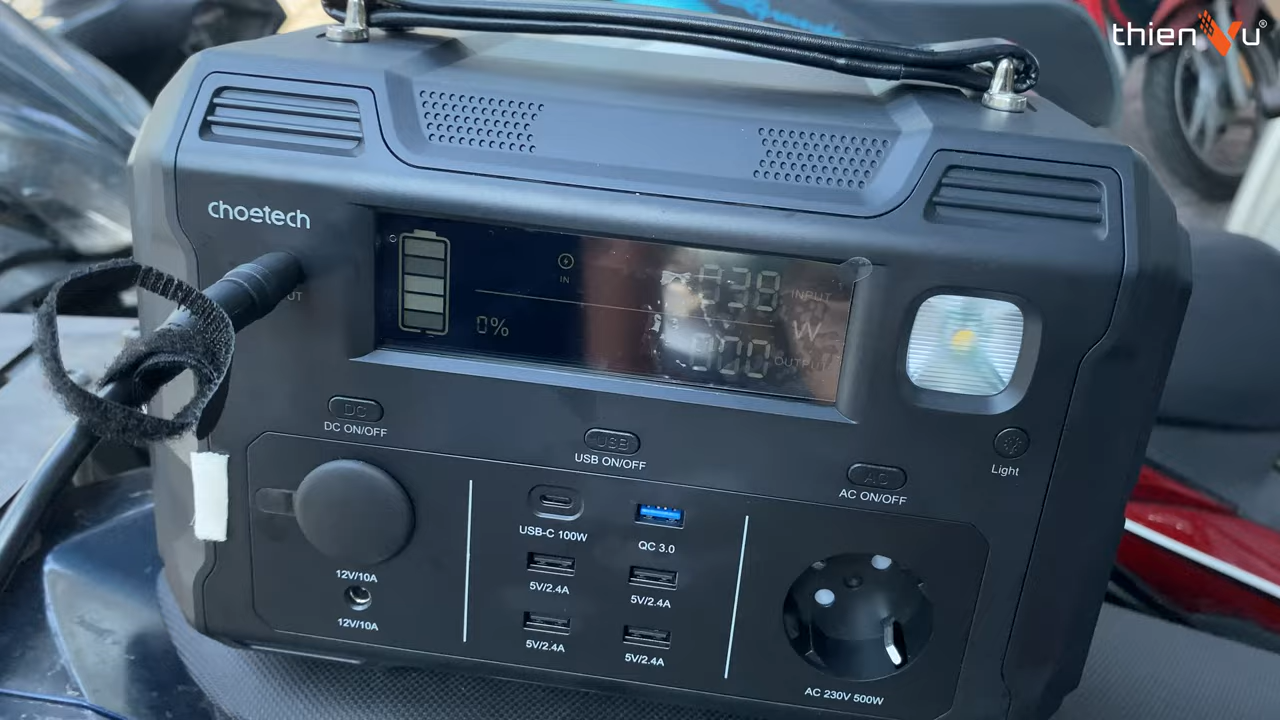 thienVu®
choetech
IN
838 INPUT
W
0%
000 OUTPUT
DC
DC ON/OFF
USB
USB ON/OFF
AC
AC ON/OFF
Light
USB-C 100W
QC 3.0
12V/10A
5V/2.4A
5V/2.4A
12V/10A
5V/2.4A
5V/2.4A
AC 230V 500W